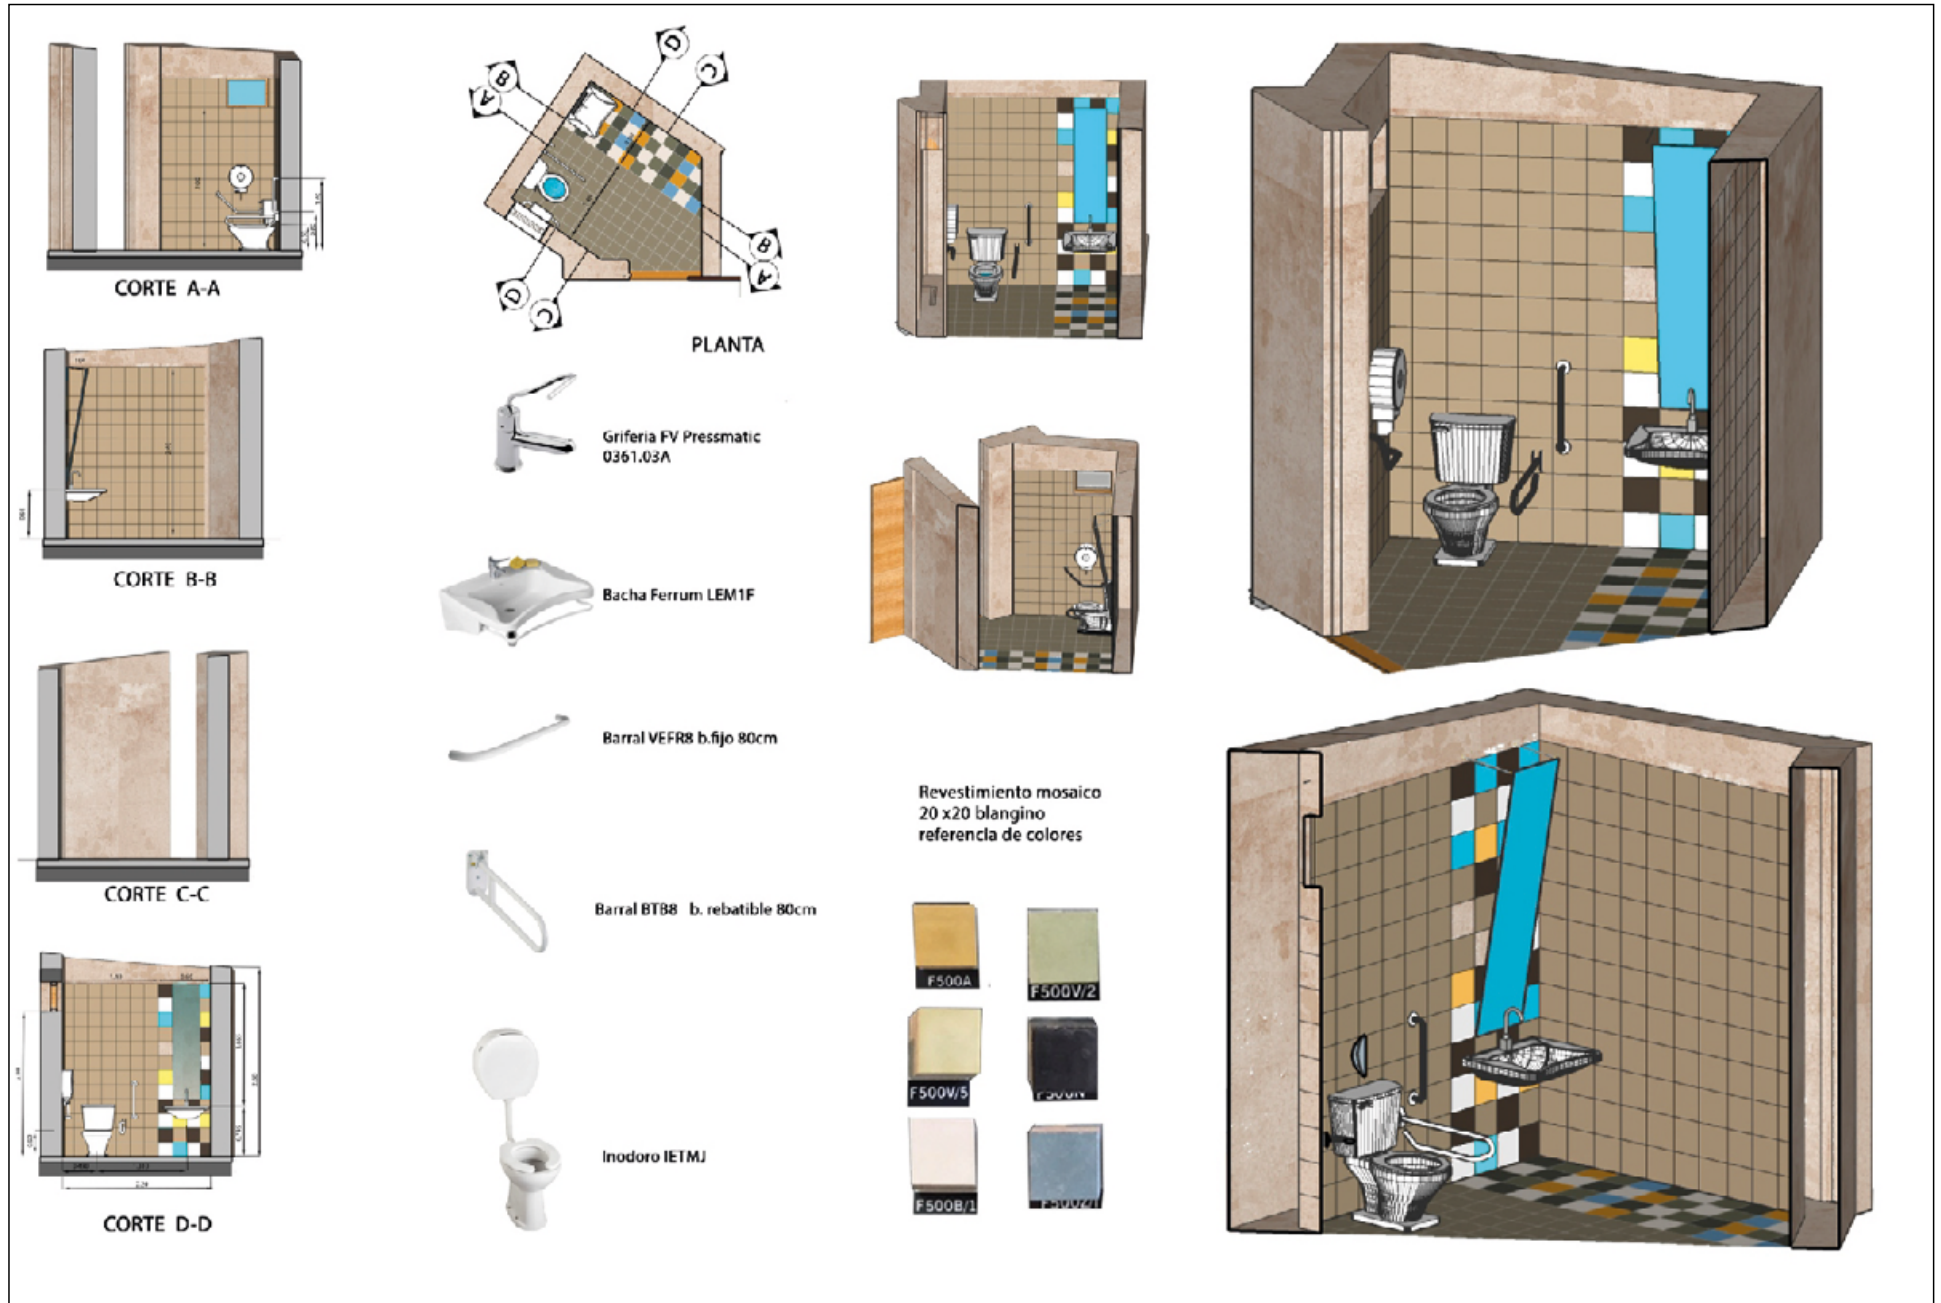 CORTE A-A
CORTE B-B
CORTE C-C
CORTE D-D
A
B
D
C
B
A
D
C
PLANTA
Griferia FV Pressmatic
0361.03A
Bacha Ferrum LEM1F
Barral VEFR8 b.fijo 80cm
Barral BTB8 b. rebatible 80cm
Inodoro IETMJ
Revestimiento mosaico
20 x20 blangino
referencia de colores
F500A
F500V/2
F500V/5
F500N
F500B/1